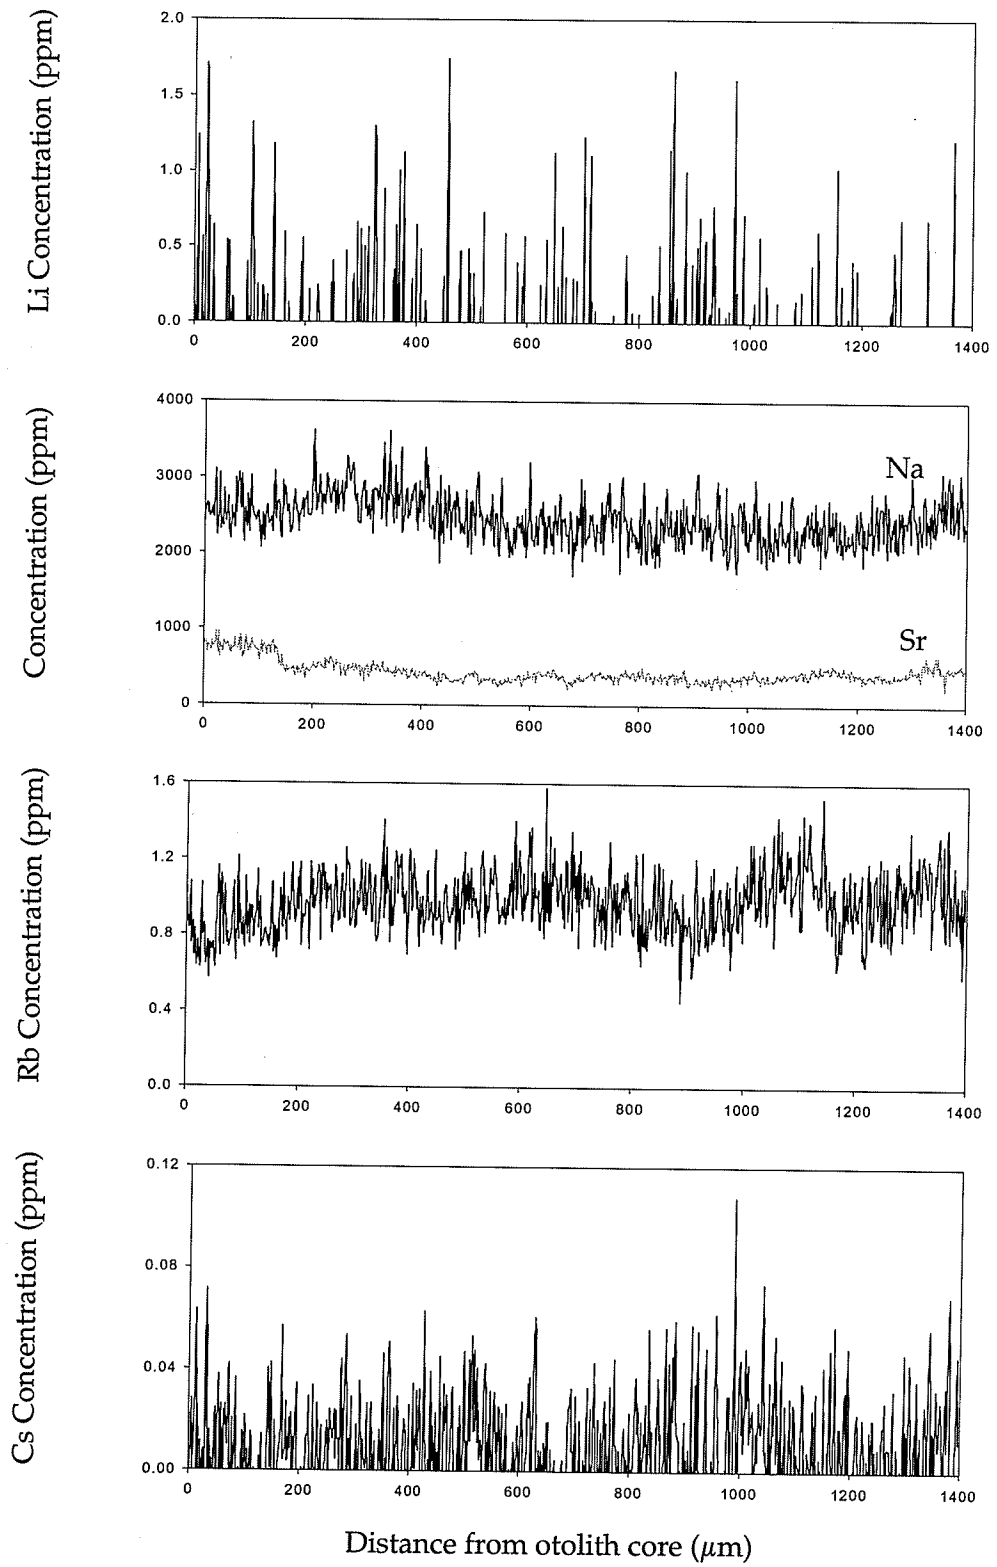 Li Concentration (ppm)
2.0
1.5
1.0
0.5
0.0
0 200 400 600 800 1000 1200 1400
Concentration (ppm)
4000
3000
2000
1000
0
Na
Sr
0 200 400 600 800 1000 1200 1400
Rb Concentration (ppm)
1.6
1.2
0.8
0.4
0.0
0 200 400 600 800 1000 1200 1400
Cs Concentration (ppm)
0.12
0.08
0.04
0.00
0 200 400 600 800 1000 1200 1400
Distance from otolith core (μm)